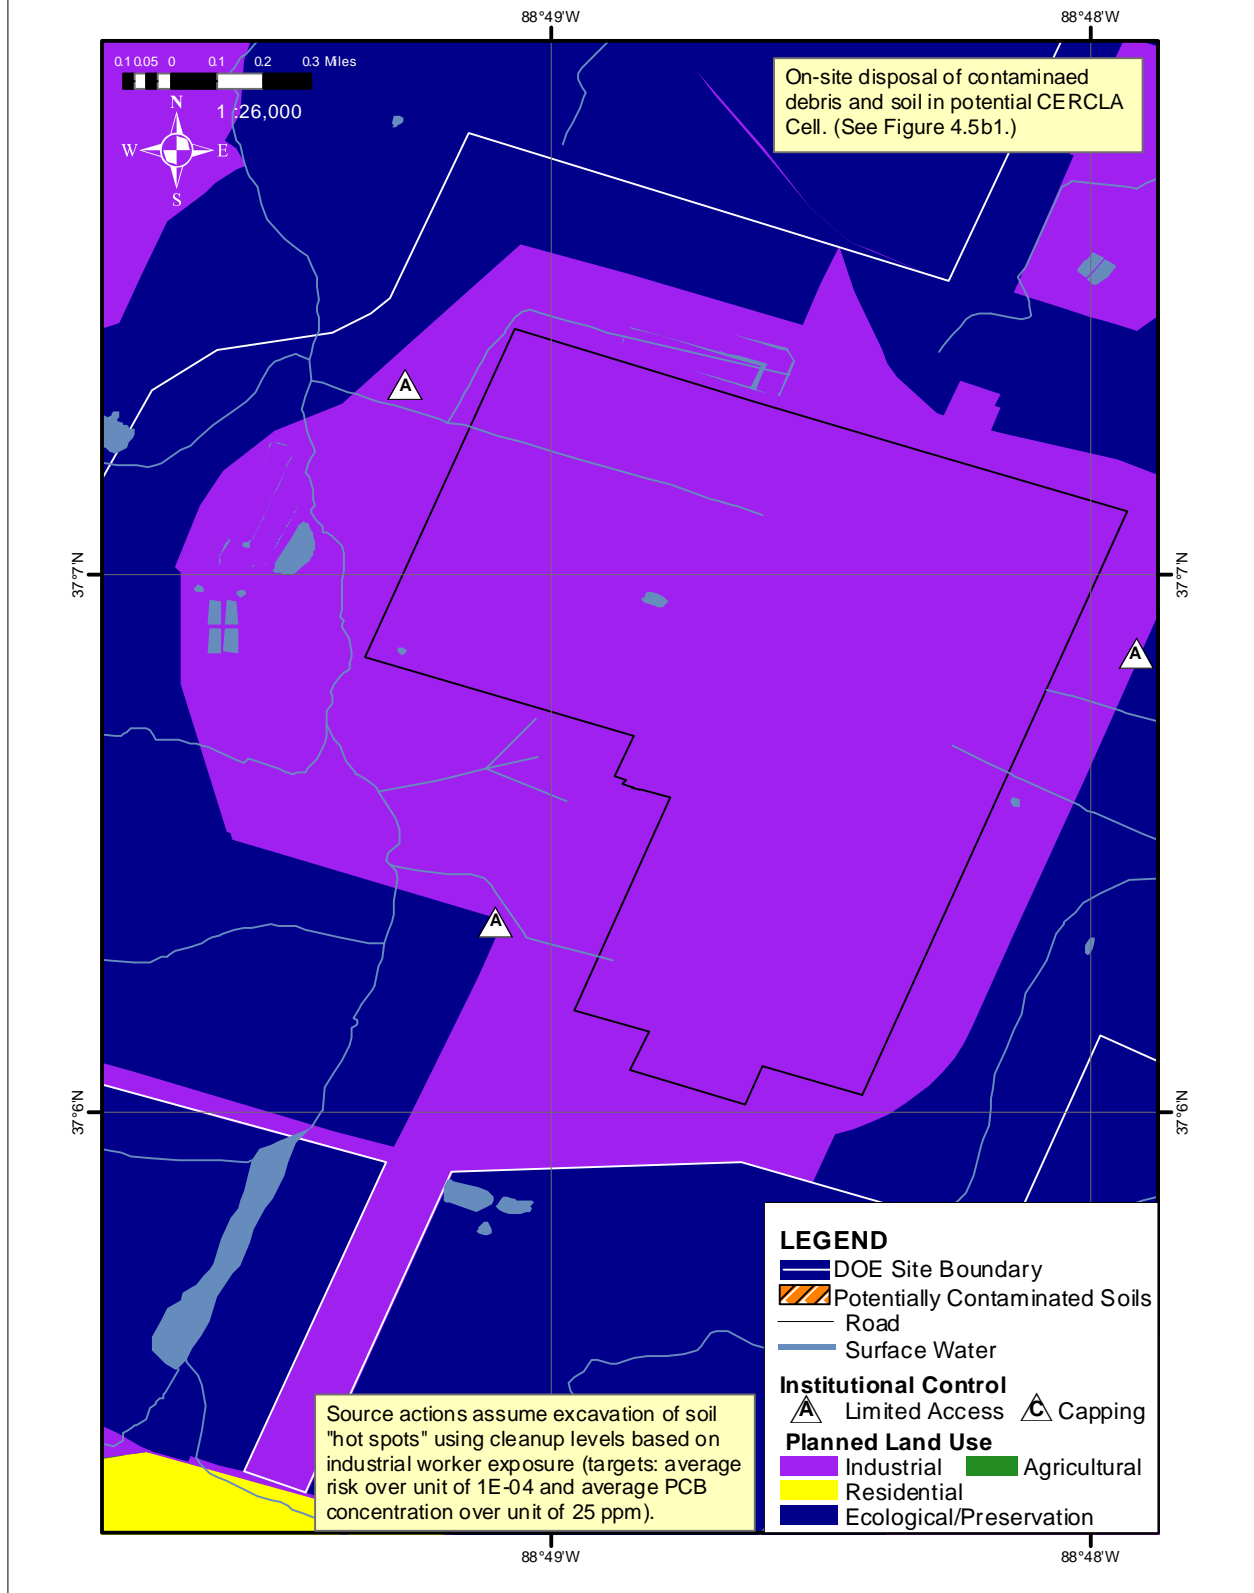 88°49'W 88°48'W
0.1 0.05 0 0.1 0.2 0.3 Miles
1 :26,000
N
W E
S
On-site disposal of contaminaed
debris and soil in potential CERCLA
Cell. (See Figure 4.5b1.)
A
37°7'N 37°7'N
A
A
37°6'N 37°6'N
Source actions assume excavation of soil
"hot spots" using cleanup levels based on
industrial worker exposure (targets: average
risk over unit of 1E-04 and average PCB
concentration over unit of 25 ppm).
LEGEND
DOE Site Boundary
Potentially Contaminated Soils
Road
Surface Water
Institutional Control
A Limited Access C Capping
Planned Land Use
Industrial Agricultural
Residential
Ecological/Preservation
88°49'W 88°48'W